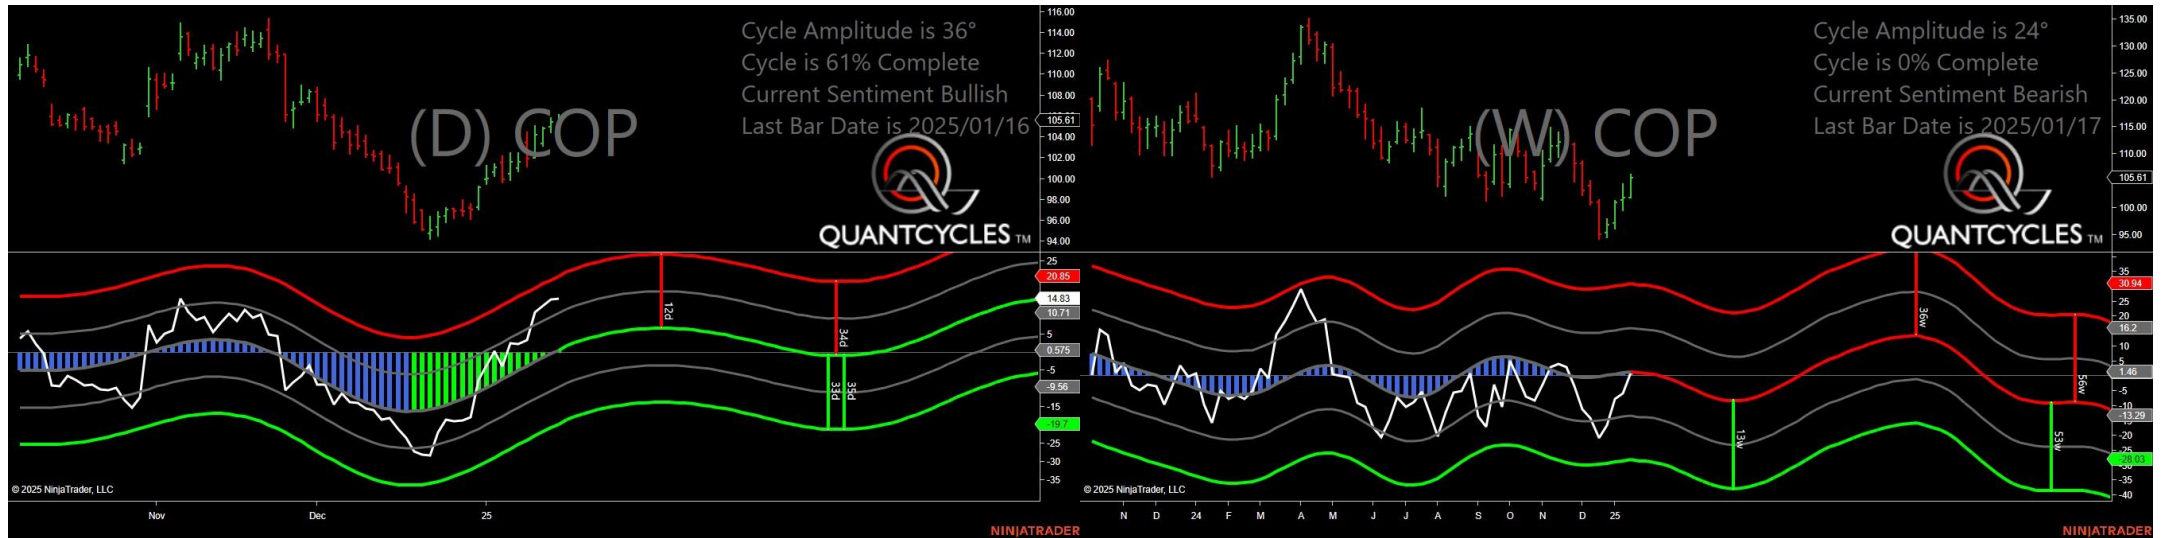 Cycle Amplitude is 36°
Cycle is 61% Complete
Current Sentiment Bullish
Last Bar Date is 2025/01/16
(D) COP
QUANTCYCLES TM
116.00
114.00
112.00
110.00
108.00
105.61
104.00
102.00
100.00
98.00
96.00
94.00
25
20.85
14.83
10.71
5
0.575
-5
-9.56
-15
-19.7
-25
-30
-35
12d
34d
33d
35d
© 2025 NinjaTrader, LLC
Nov
Dec
25
NINJATRADER
Cycle Amplitude is 24°
Cycle is 0% Complete
Current Sentiment Bearish
Last Bar Date is 2025/01/17
(W) COP
QUANTCYCLES TM
135.00
130.00
125.00
120.00
115.00
110.00
105.61
100.00
95.00
35
30.94
25
20
16.2
10
5
1.46
-5
-10
-13.29
-20
-25
-28.03
-35
-40
36w
56w
13w
53w
© 2025 NinjaTrader, LLC
N D 24 F M A M J J A S O N D 25
NINJATRADER